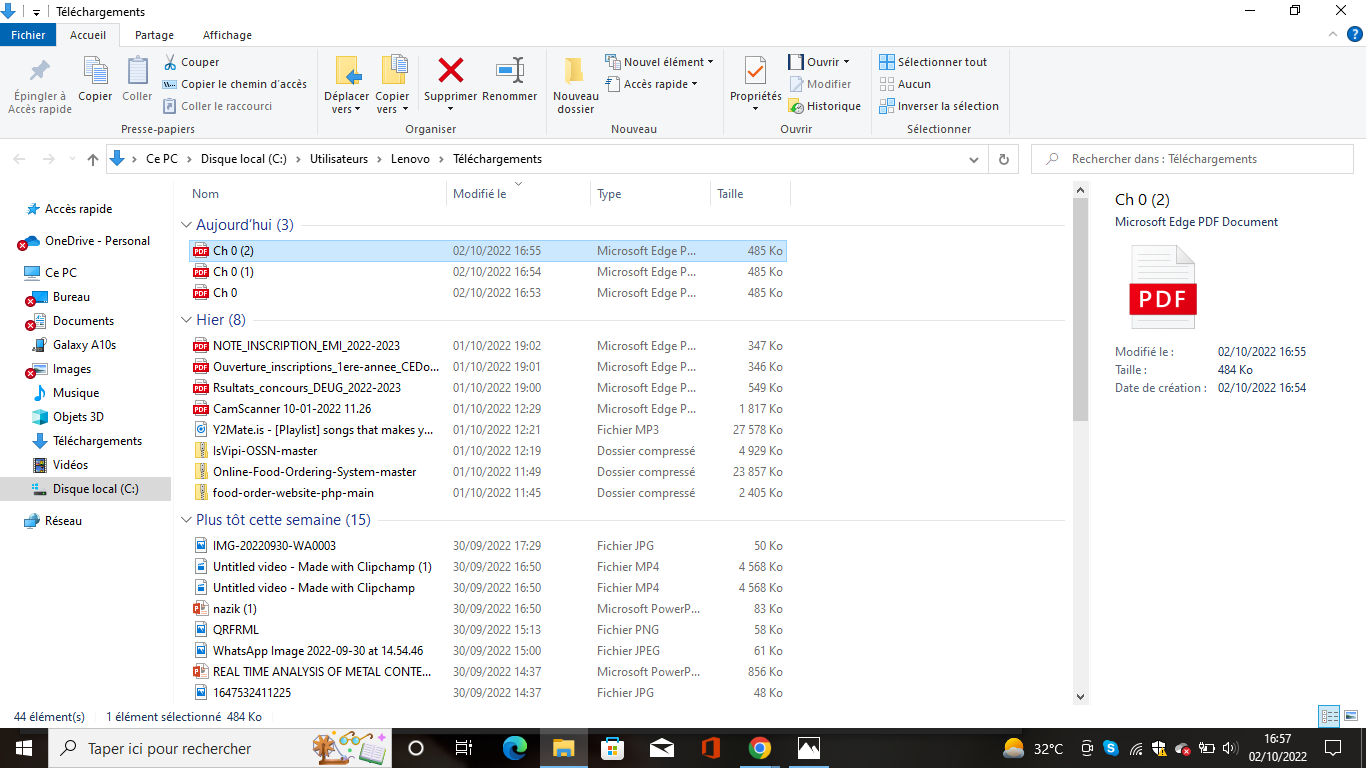 Téléchargements
Fichier Accueil Partage Affichage
Épingler à Accès rapide
Copier
Coller
Couper
Copier le chemin d'accès
Coller le raccourci
Presse-papiers
Déplacer vers
Copier vers
Supprimer
Renommer
Organiser
Nouveau dossier
Nouvel élément
Accès rapide
Nouveau
Propriétés
Ouvrir
Modifier
Historique
Ouvrir
Sélectionner tout
Aucun
Inverser la sélection
Sélectionner
Ce PC > Disque local (C:) > Utilisateurs > Lenovo > Téléchargements
Rechercher dans : Téléchargements
Accès rapide
OneDrive - Personal
Ce PC
Bureau
Documents
Galaxy A10s
Images
Musique
Objets 3D
Téléchargements
Vidéos
Disque local (C:)
Réseau
Nom Modifié le Type Taille
Aujourd'hui (3)
PDF Ch 0 (2) 02/10/2022 16:55 Microsoft Edge P... 485 Ko
PDF Ch 0 (1) 02/10/2022 16:54 Microsoft Edge P... 485 Ko
PDF Ch 0 02/10/2022 16:53 Microsoft Edge P... 485 Ko
Hier (8)
PDF NOTE_INSCRIPTION_EMI_2022-2023 01/10/2022 19:02 Microsoft Edge P... 347 Ko
PDF Ouverture_inscriptions_1ere-annee_CEDo... 01/10/2022 19:01 Microsoft Edge P... 346 Ko
PDF Rsultats_concours_DEUG_2022-2023 01/10/2022 19:00 Microsoft Edge P... 549 Ko
PDF CamScanner 10-01-2022 11.26 01/10/2022 12:29 Microsoft Edge P... 1 817 Ko
Y2Mate.is - [Playlist] songs that makes y... 01/10/2022 12:21 Fichier MP3 27 578 Ko
IsVipi-OSSN-master 01/10/2022 12:19 Dossier compressé 4 929 Ko
Online-Food-Ordering-System-master 01/10/2022 11:49 Dossier compressé 23 857 Ko
food-order-website-php-main 01/10/2022 11:45 Dossier compressé 2 405 Ko
Plus tôt cette semaine (15)
IMG-20220930-WA0003 30/09/2022 17:29 Fichier JPG 50 Ko
Untitled video - Made with Clipchamp (1) 30/09/2022 16:50 Fichier MP4 4 568 Ko
Untitled video - Made with Clipchamp 30/09/2022 16:50 Fichier MP4 4 568 Ko
nazik (1) 30/09/2022 16:50 Microsoft PowerP... 83 Ko
QRFRML 30/09/2022 15:13 Fichier PNG 58 Ko
WhatsApp Image 2022-09-30 at 14.54.46 30/09/2022 15:00 Fichier JPEG 61 Ko
REAL TIME ANALYSIS OF METAL CONTE... 30/09/2022 14:37 Microsoft PowerP... 856 Ko
1647532411225 30/09/2022 14:37 Fichier JPG 48 Ko
Ch 0 (2)
Microsoft Edge PDF Document
PDF
Modifié le : 02/10/2022 16:55
Taille : 484 Ko
Date de création : 02/10/2022 16:54
44 élément(s) 1 élément sélectionné 484 Ko
Taper ici pour rechercher
32°C
16:57
02/10/2022